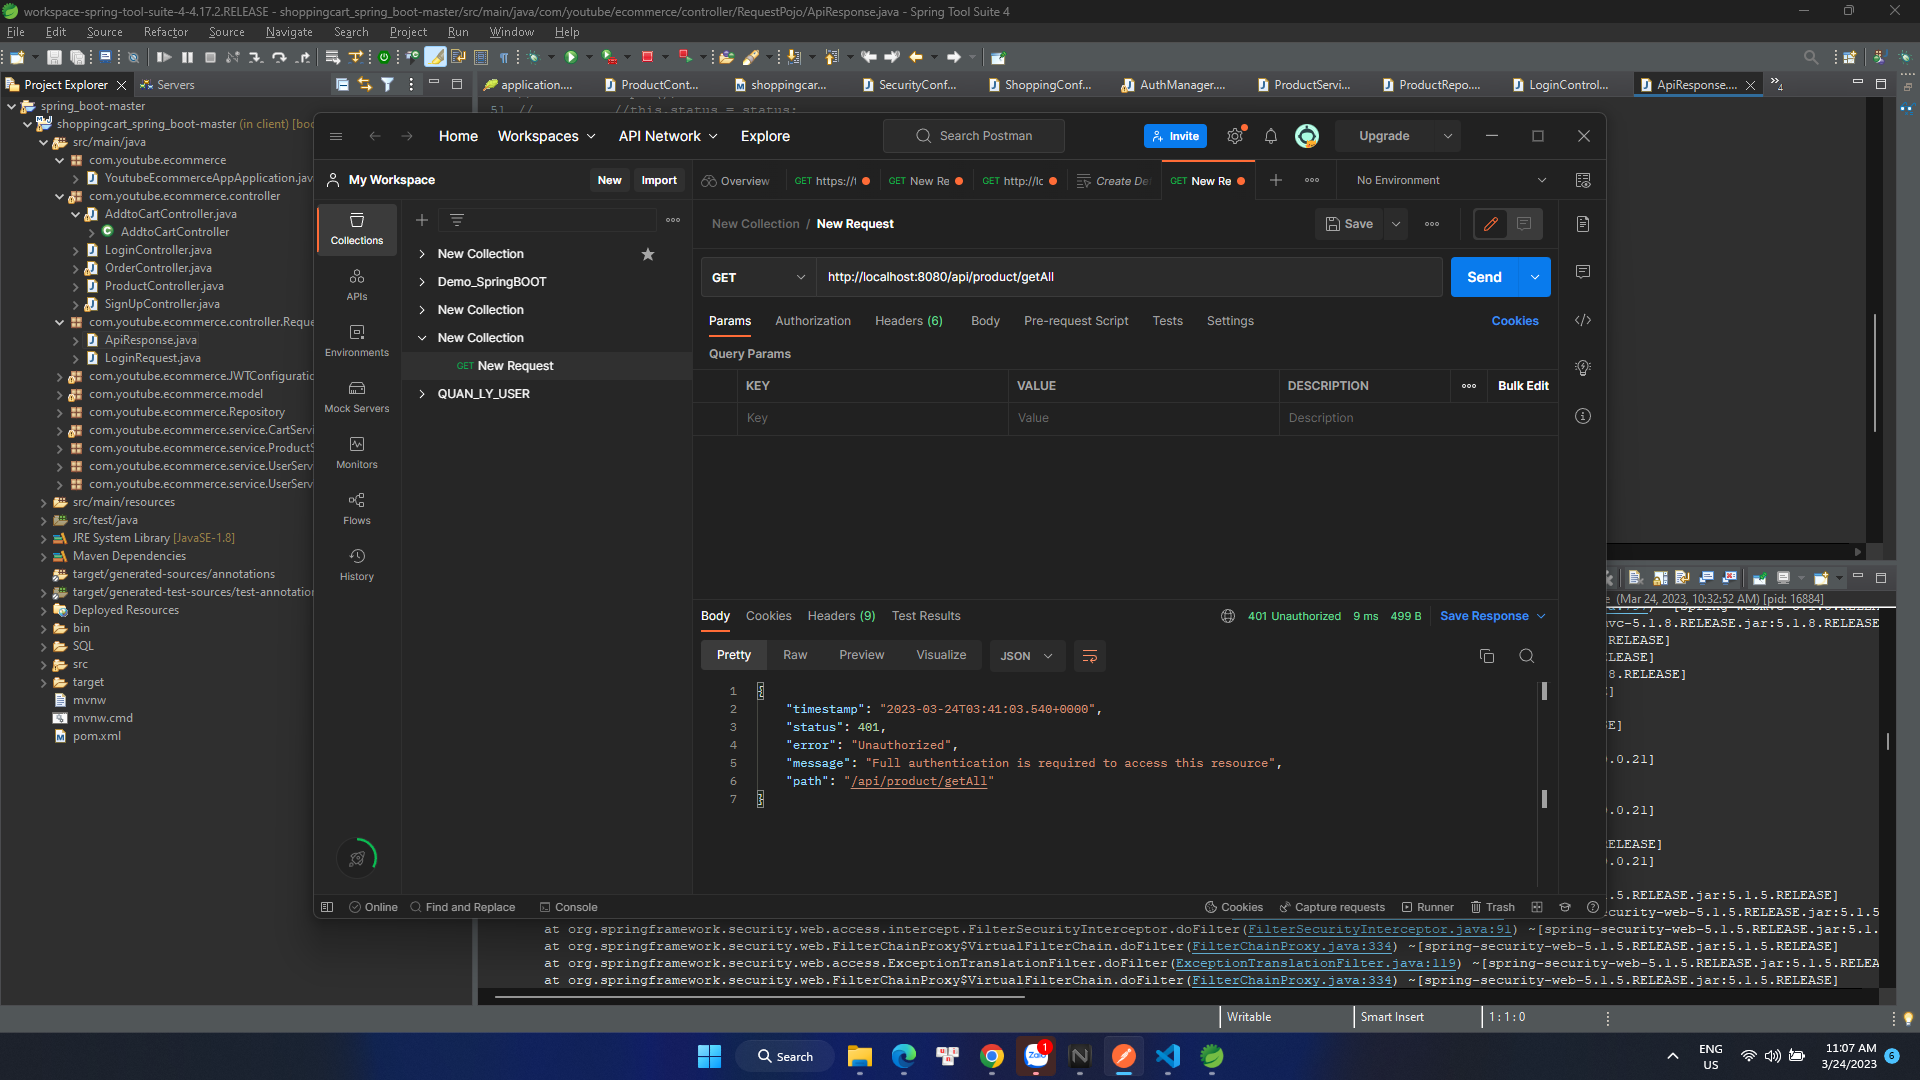 workspace-spring-tool-suite-4-4.17.2.RELEASE - shoppingcart_spring_boot-master/src/main/java/com/youtube/ecommerce/controller/RequestPojo/ApiResponse.java - Spring Tool Suite 4
File Edit Source Refactor Source Navigate Search Project Run Window Help
Project Explorer Servers
application.... ProductCont... shoppingcar... SecurityConf... ShoppingConf... AuthManager.... ProductServi... ProductRepo.... LoginControl... ApiResponse.... 4
51 // //this.status = status;
spring_boot-master
shoppingcart_spring_boot-master (in client) [boo
src/main/java
com.youtube.ecommerce
YoutubeEcommerceAppApplication.jav
com.youtube.ecommerce.controller
AddtoCartController.java
AddtoCartController
LoginController.java
OrderController.java
ProductController.java
SignUpController.java
com.youtube.ecommerce.controller.Reque
ApiResponse.java
LoginRequest.java
com.youtube.ecommerce.JWTConfiguratio
com.youtube.ecommerce.model
com.youtube.ecommerce.Repository
com.youtube.ecommerce.service.CartServi
com.youtube.ecommerce.service.ProductS
com.youtube.ecommerce.service.UserServ
com.youtube.ecommerce.service.UserServ
src/main/resources
src/test/java
JRE System Library [JavaSE-1.8]
Maven Dependencies
target/generated-sources/annotations
target/generated-test-sources/test-annotation
Deployed Resources
bin
SQL
src
target
mvnw
mvnw.cmd
pom.xml
Home Workspaces API Network Explore Search Postman Invite Upgrade
My Workspace New Import
Overview GET https://l GET New Re GET http://lo Create De GET New Re No Environment
Collections
APIs
Environments
Mock Servers
Monitors
Flows
History
New Collection
Demo_SpringBOOT
New Collection
New Collection
GET New Request
QUAN_LY_USER
New Collection / New Request Save
GET http://localhost:8080/api/product/getAll Send
Params Authorization Headers (6) Body Pre-request Script Tests Settings Cookies
Query Params
KEY VALUE DESCRIPTION Bulk Edit
Key Value Description
Body Cookies Headers (9) Test Results 401 Unauthorized 9 ms 499 B Save Response
Pretty Raw Preview Visualize JSON
1 {
2 "timestamp": "2023-03-24T03:41:03.540+0000",
3 "status": 401,
4 "error": "Unauthorized",
5 "message": "Full authentication is required to access this resource",
6 "path": "/api/product/getAll"
7 }
Online Find and Replace Console Cookies Capture requests Runner Trash
e (Mar 24, 2023, 10:32:52 AM) [pid: 16884]
vc-5.1.8.RELEASE.jar:5.1.8.RELEASE
RELEASE]
LEASE]
8.RELEASE]
E]
.0.21]
.0.21]
ELEASE]
.0.21]
.5.RELEASE.jar:5.1.5.RELEASE]
-security-web-5.1.5.RELEASE.jar:5.1.5
at org.springframework.security.web.access.intercept.FilterSecurityInterceptor.doFilter(FilterSecurityInterceptor.java:91) ~[spring-security-web-5.1.5.RELEASE.jar:5.1.
at org.springframework.security.web.FilterChainProxy$VirtualFilterChain.doFilter(FilterChainProxy.java:334) ~[spring-security-web-5.1.5.RELEASE.jar:5.1.5.RELEASE]
at org.springframework.security.web.access.ExceptionTranslationFilter.doFilter(ExceptionTranslationFilter.java:119) ~[spring-security-web-5.1.5.RELEASE.jar:5.1.5.RELEA
at org.springframework.security.web.FilterChainProxy$VirtualFilterChain.doFilter(FilterChainProxy.java:334) ~[spring-security-web-5.1.5.RELEASE.jar:5.1.5.RELEASE]
Writable Smart Insert 1 : 1 : 0
Search Zalo 1 ENG US 11:07 AM 3/24/2023 6